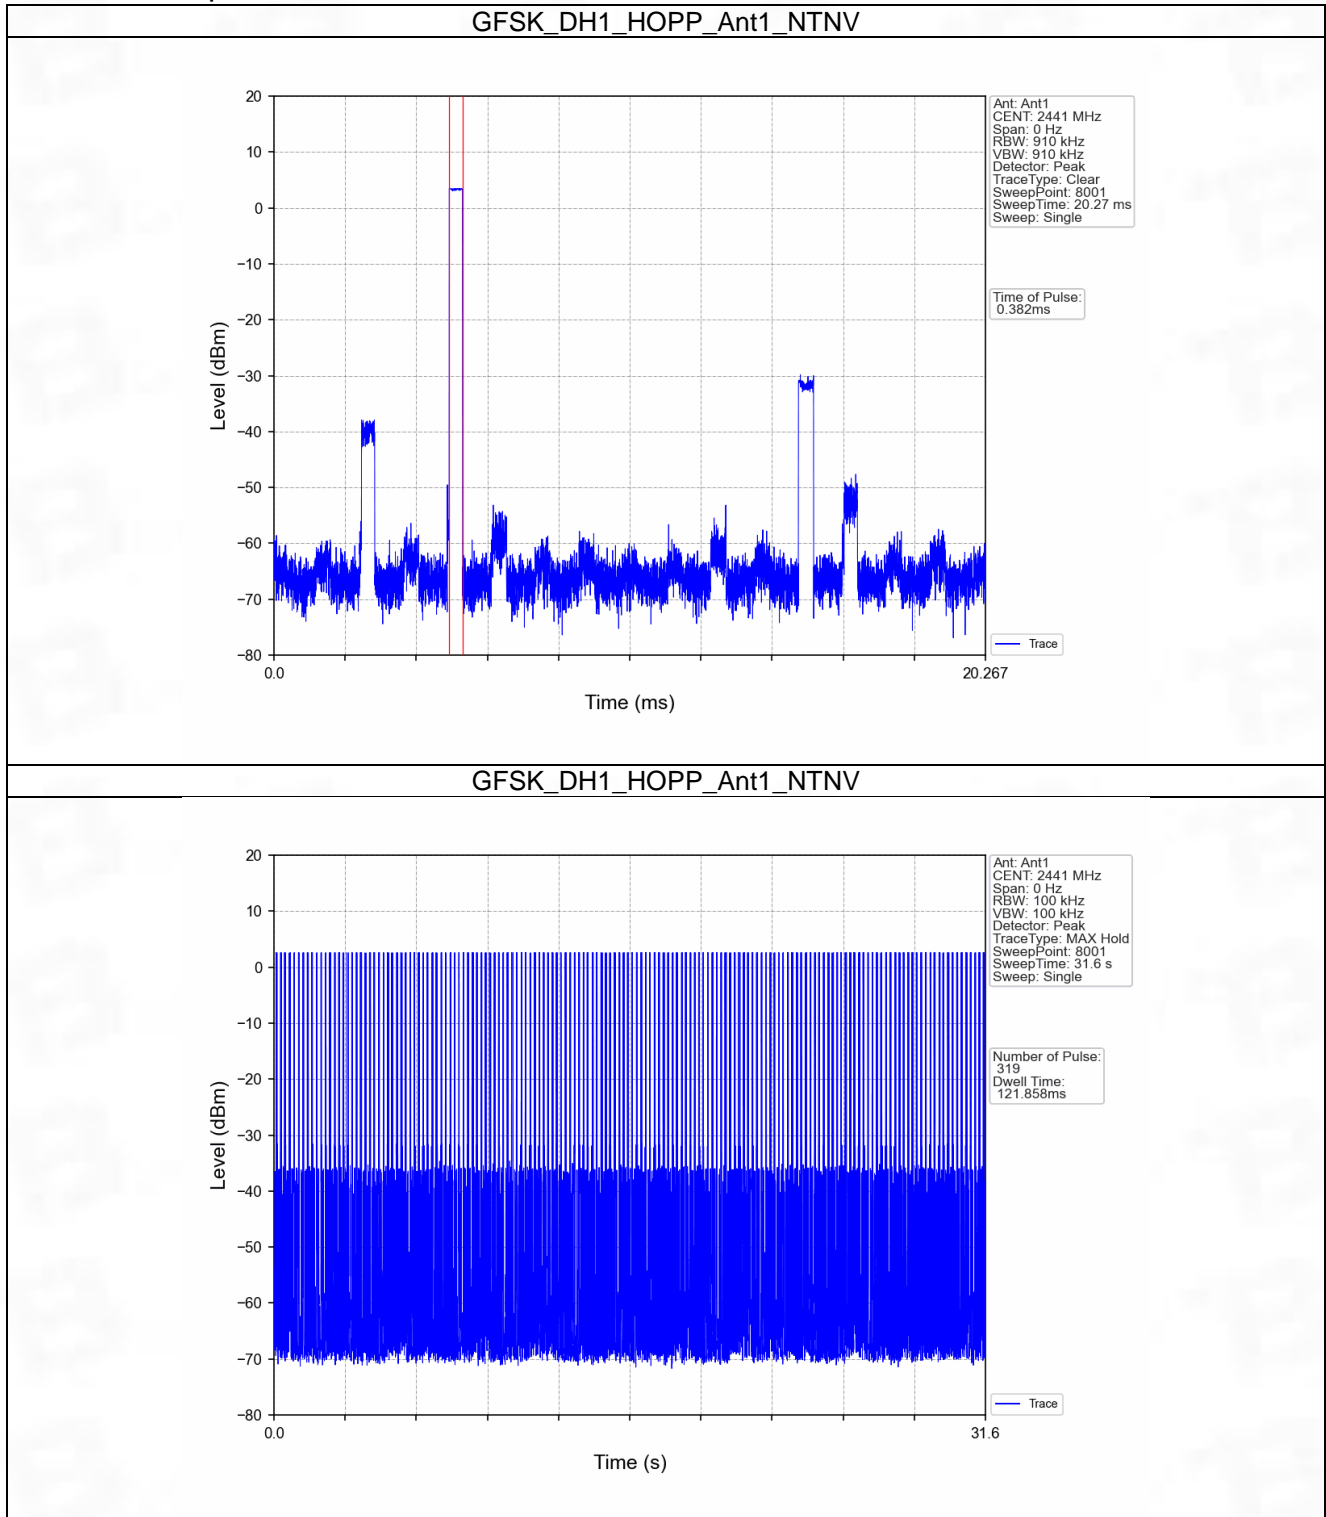 GFSK_DH1_HOPP_Ant1_NTNV
20
10
0
−10
−20
−30
−40
−50
−60
−70
−80
Level (dBm)
0.0
20.267
Time (ms)
Ant: Ant1
CENT: 2441 MHz
Span: 0 Hz
RBW: 910 kHz
VBW: 910 kHz
Detector: Peak
TraceType: Clear
SweepPoint: 8001
SweepTime: 20.27 ms
Sweep: Single
Time of Pulse:
0.382ms
Trace
GFSK_DH1_HOPP_Ant1_NTNV
20
10
0
−10
−20
−30
−40
−50
−60
−70
−80
Level (dBm)
0.0
31.6
Time (s)
Ant: Ant1
CENT: 2441 MHz
Span: 0 Hz
RBW: 100 kHz
VBW: 100 kHz
Detector: Peak
TraceType: MAX Hold
SweepPoint: 8001
SweepTime: 31.6 s
Sweep: Single
Number of Pulse:
319
Dwell Time:
121.858ms
Trace